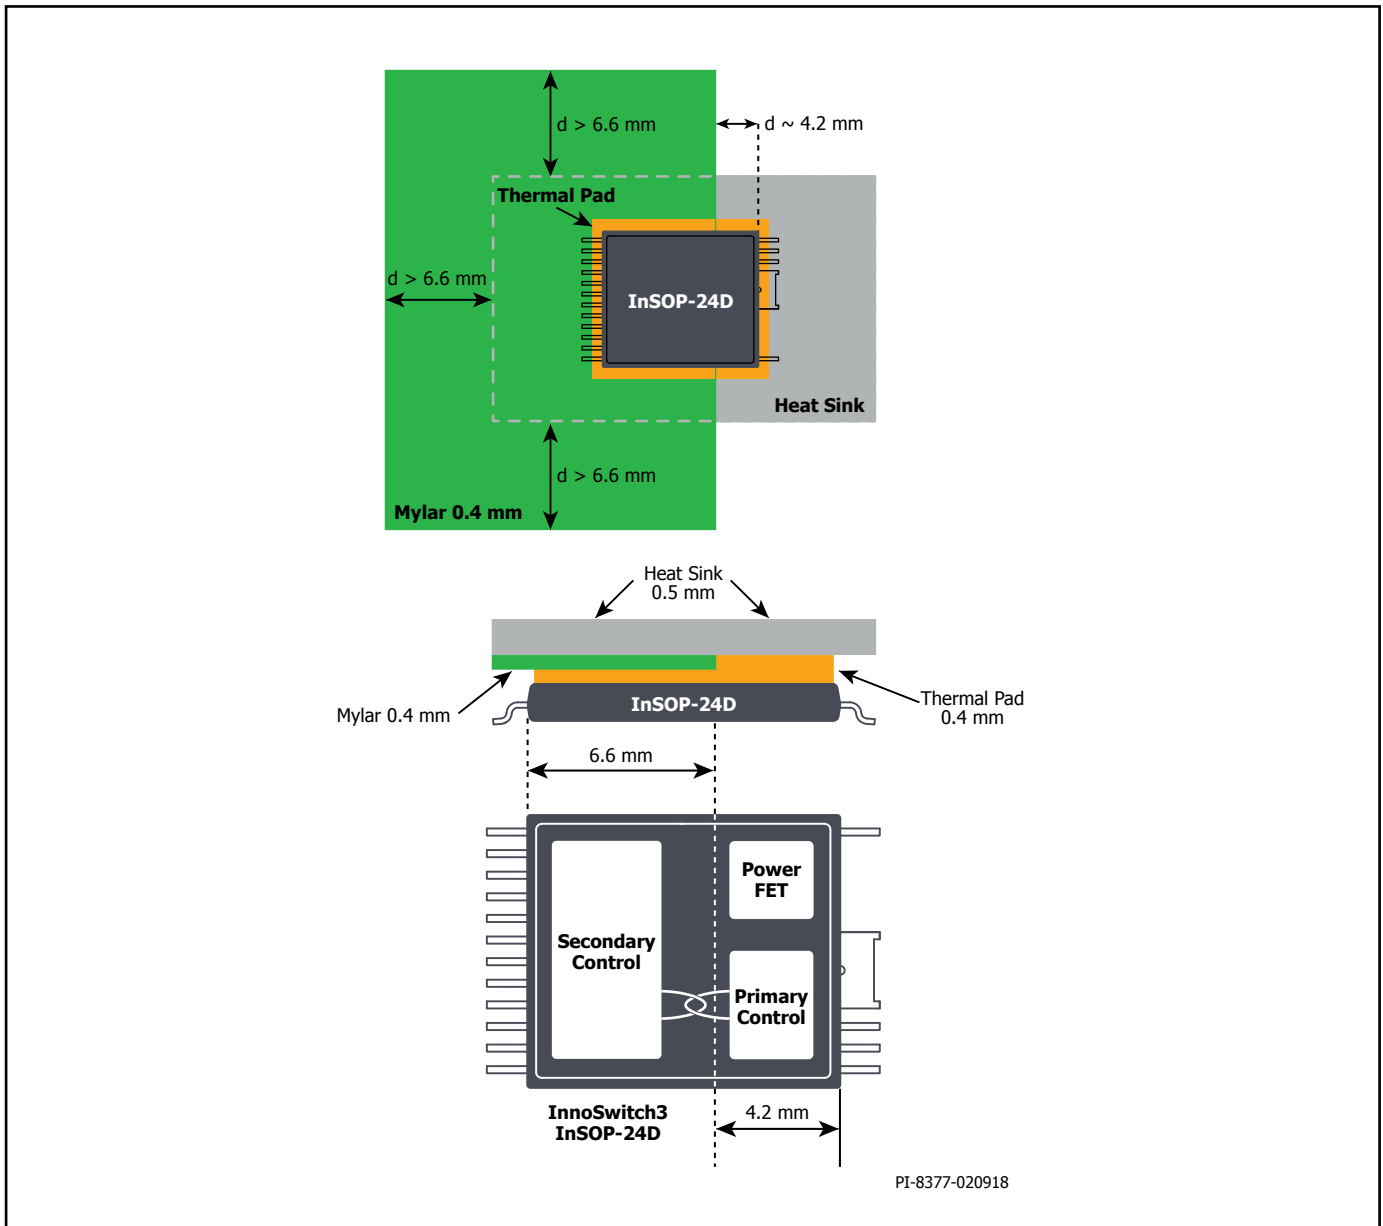 d > 6.6 mm
d ~ 4.2 mm
Thermal Pad
d > 6.6 mm
InSOP-24D
Heat Sink
d > 6.6 mm
Mylar 0.4 mm
Heat Sink
0.5 mm
Mylar 0.4 mm
InSOP-24D
Thermal Pad
0.4 mm
6.6 mm
Power
FET
Secondary
Control
Primary
Control
InnoSwitch3
InSOP-24D
4.2 mm
PI-8377-020918